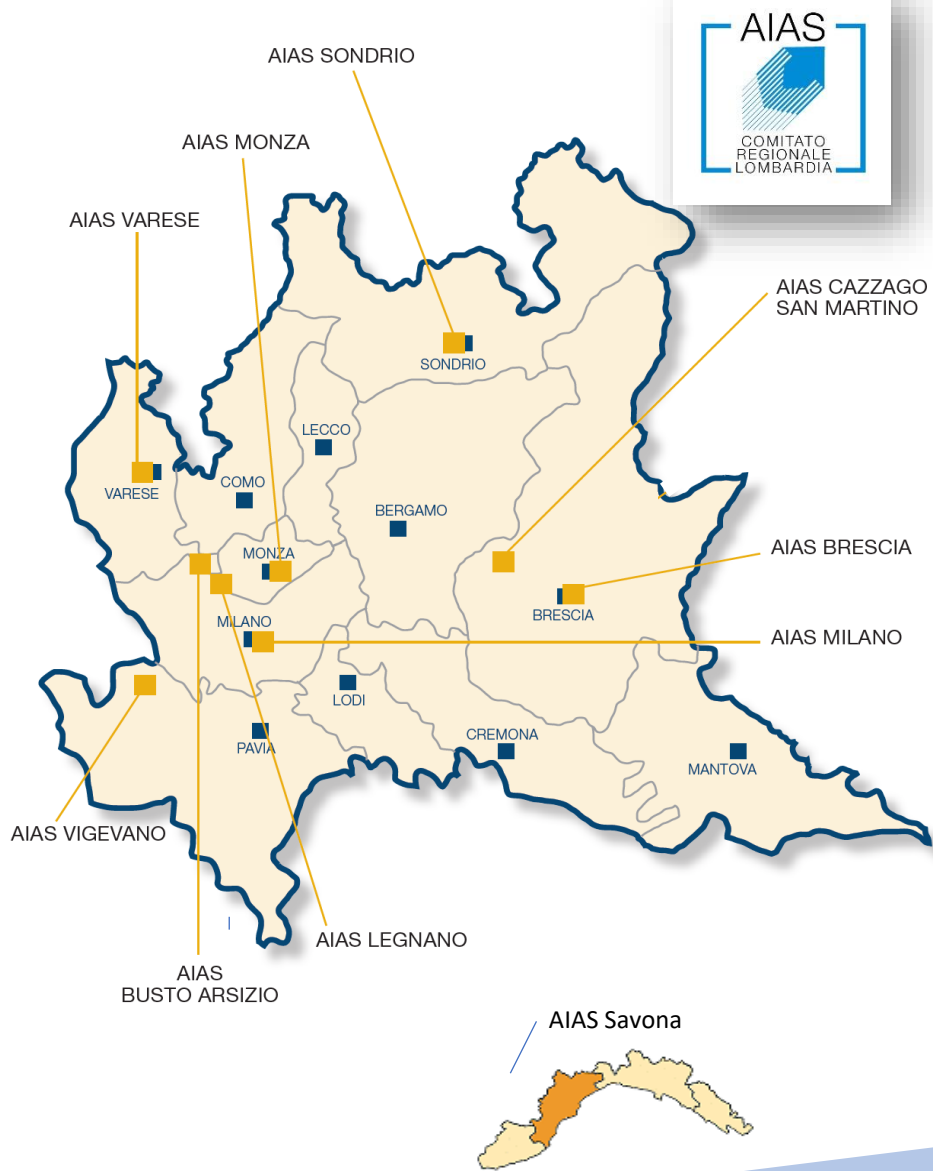 AIAS
COMITATO
REGIONALE
LOMBARDIA
AIAS SONDRIO
AIAS MONZA
AIAS VARESE
AIAS CAZZAGO
SAN MARTINO
SONDRIO
LECCO
COMO
VARESE
BERGAMO
MONZA
AIAS BRESCIA
BRESCIA
MILANO
AIAS MILANO
LODI
PAVIA
CREMONA
MANTOVA
AIAS VIGEVANO
AIAS LEGNANO
AIAS
BUSTO ARSIZIO
AIAS Savona